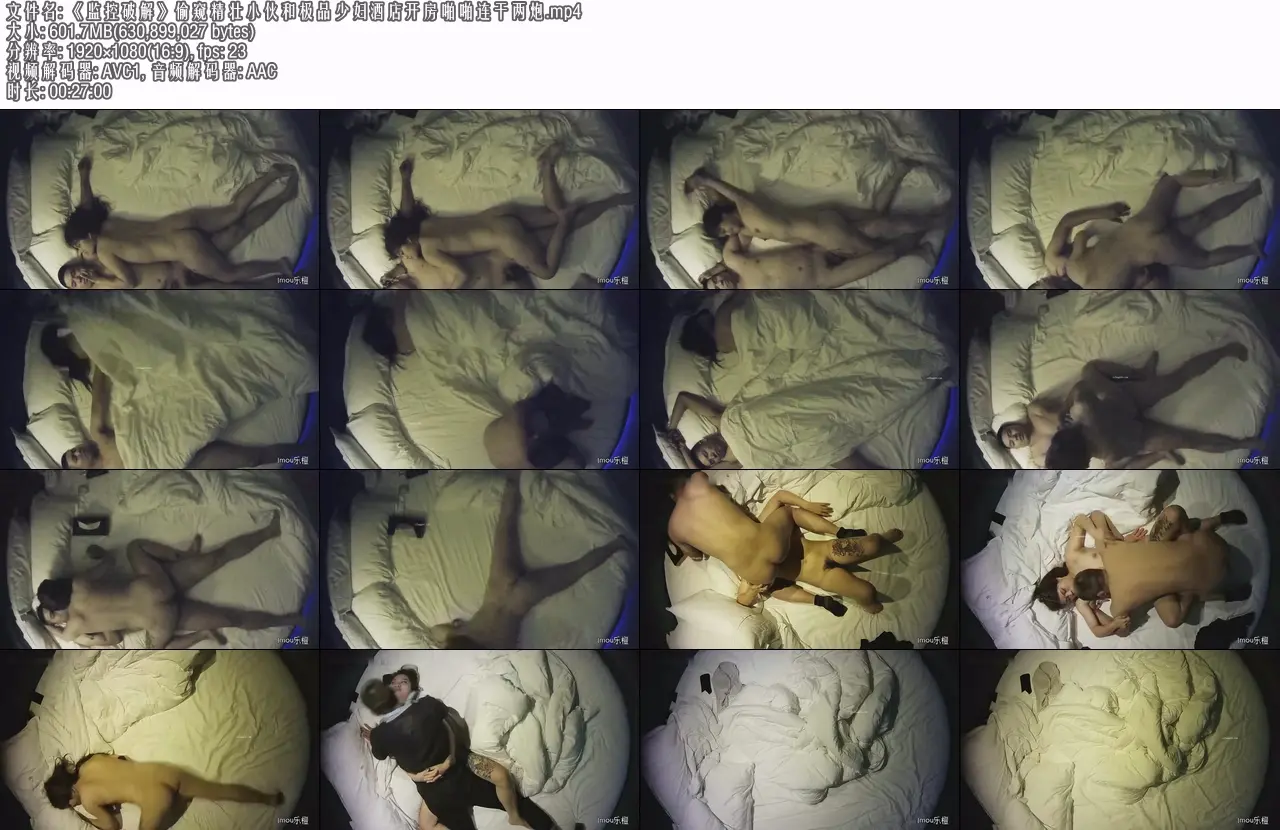 文件名: 《监控破解》偷窥精壮小伙和极品少妇酒店开房啪啪连干两炮.mp4
大小: 601.7MB(630,899,027 bytes)
分辨率: 1920×1080(16:9), fps: 23
视频解码器: AVC1, 音频解码器: AAC
时长: 00:27:00
imou乐橙 imou乐橙 imou乐橙 imou乐橙
imou乐橙 imou乐橙 imou乐橙 imou乐橙
imou乐橙 imou乐橙 imou乐橙 imou乐橙
imou乐橙 imou乐橙 imou乐橙 imou乐橙